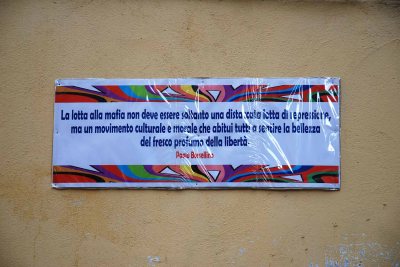 La lotta alla mafia non deve essere soltanto una distaccata lotta di repressione,
ma un movimento culturale e morale che abitui tutti a sentire la bellezza
del fresco profumo della libertà.
Paolo Borsellino